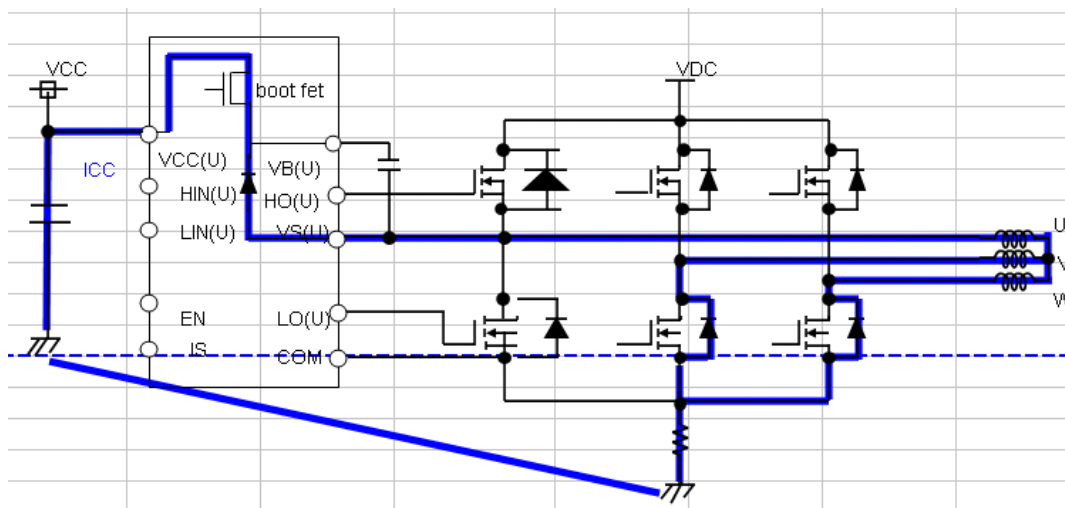 VCC
VDC
boot fet
ICC
VCC(U)
VB(U)
HIN(U)
HO(U)
LIN(U)
VS(U)
U
V
W
EN
LO(U)
IS
COM